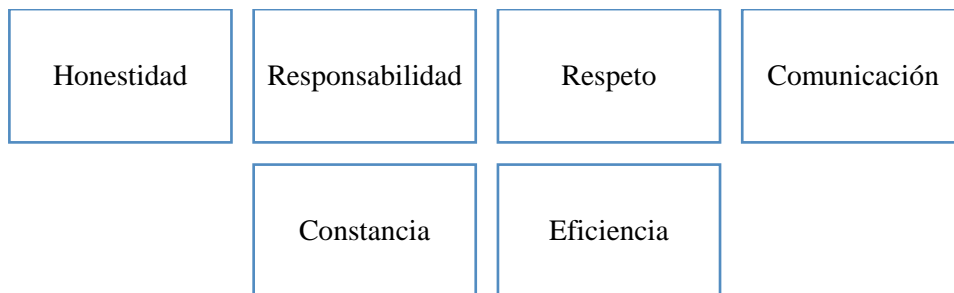 Honestidad
Responsabilidad
Respeto
Comunicación
Constancia
Eficiencia